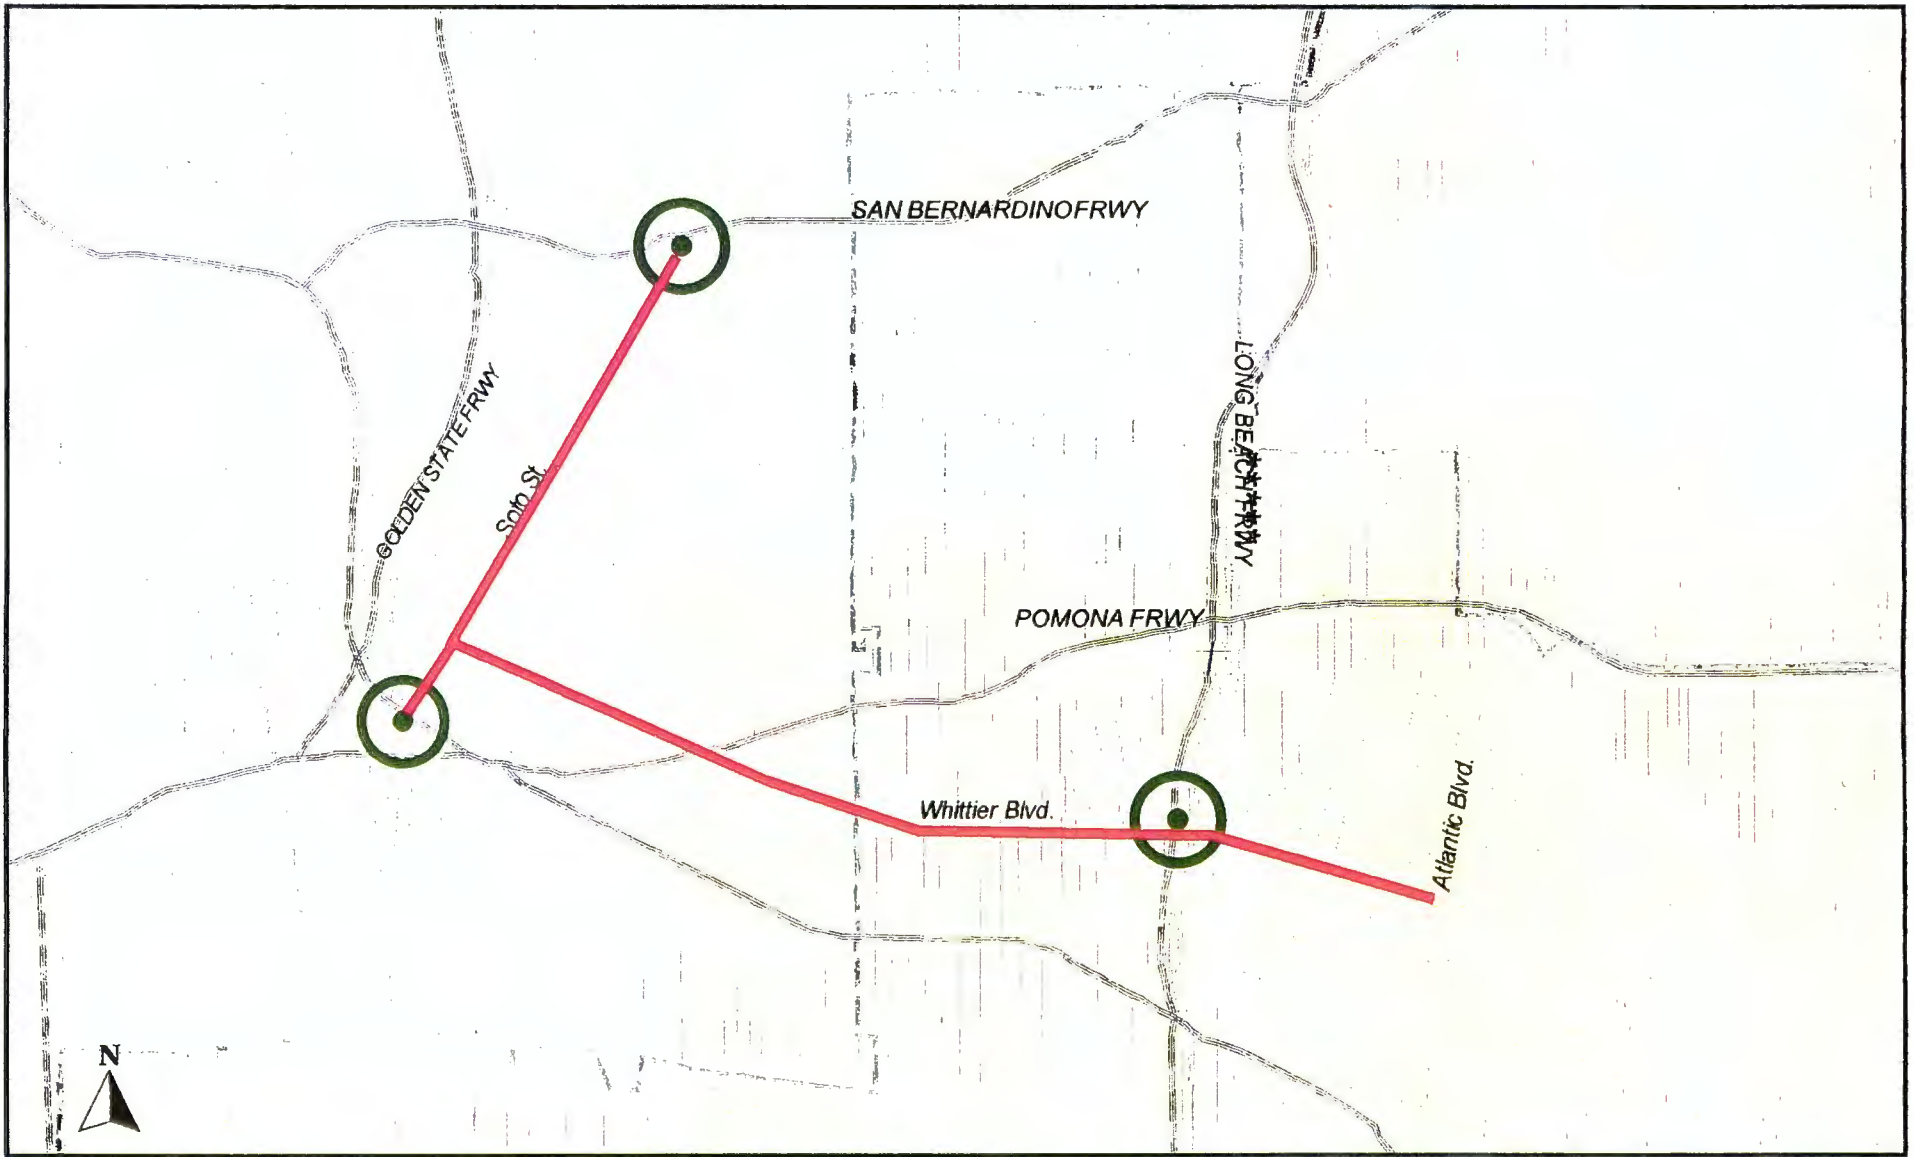 SAN BERNARDINOFRWY
GOLDEN STATE FRWY
Soto St.
LONG BEACH FRWY
POMONA FRWY
Whittier Blvd.
Atlantic Blvd.
N